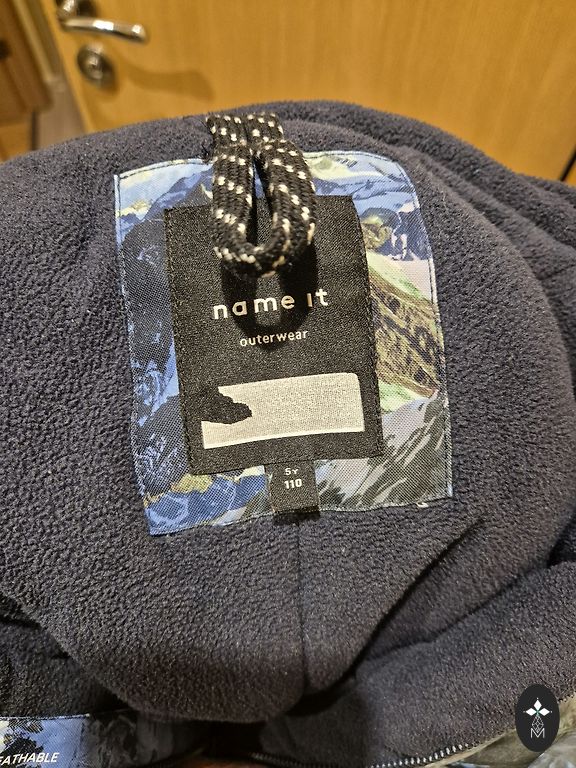 name it
outerwear
5Y
110
EATHABLE
M